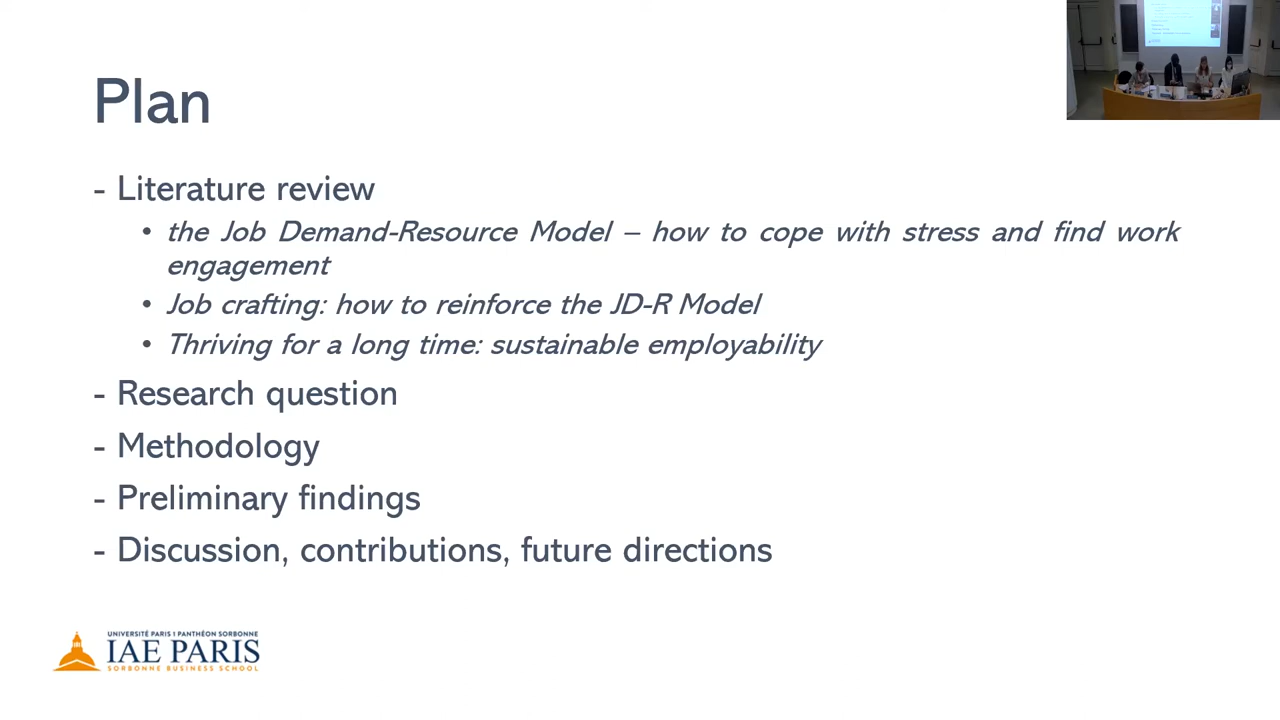 Plan
- Literature review
• the Job Demand-Resource Model – how to cope with stress and find work
engagement
• Job crafting: how to reinforce the JD-R Model
• Thriving for a long time: sustainable employability
- Research question
- Methodology
- Preliminary findings
- Discussion, contributions, future directions
UNIVERSITÉ PARIS 1 PANTHÉON SORBONNE
IAE PARIS
SORBONNE BUSINESS SCHOOL